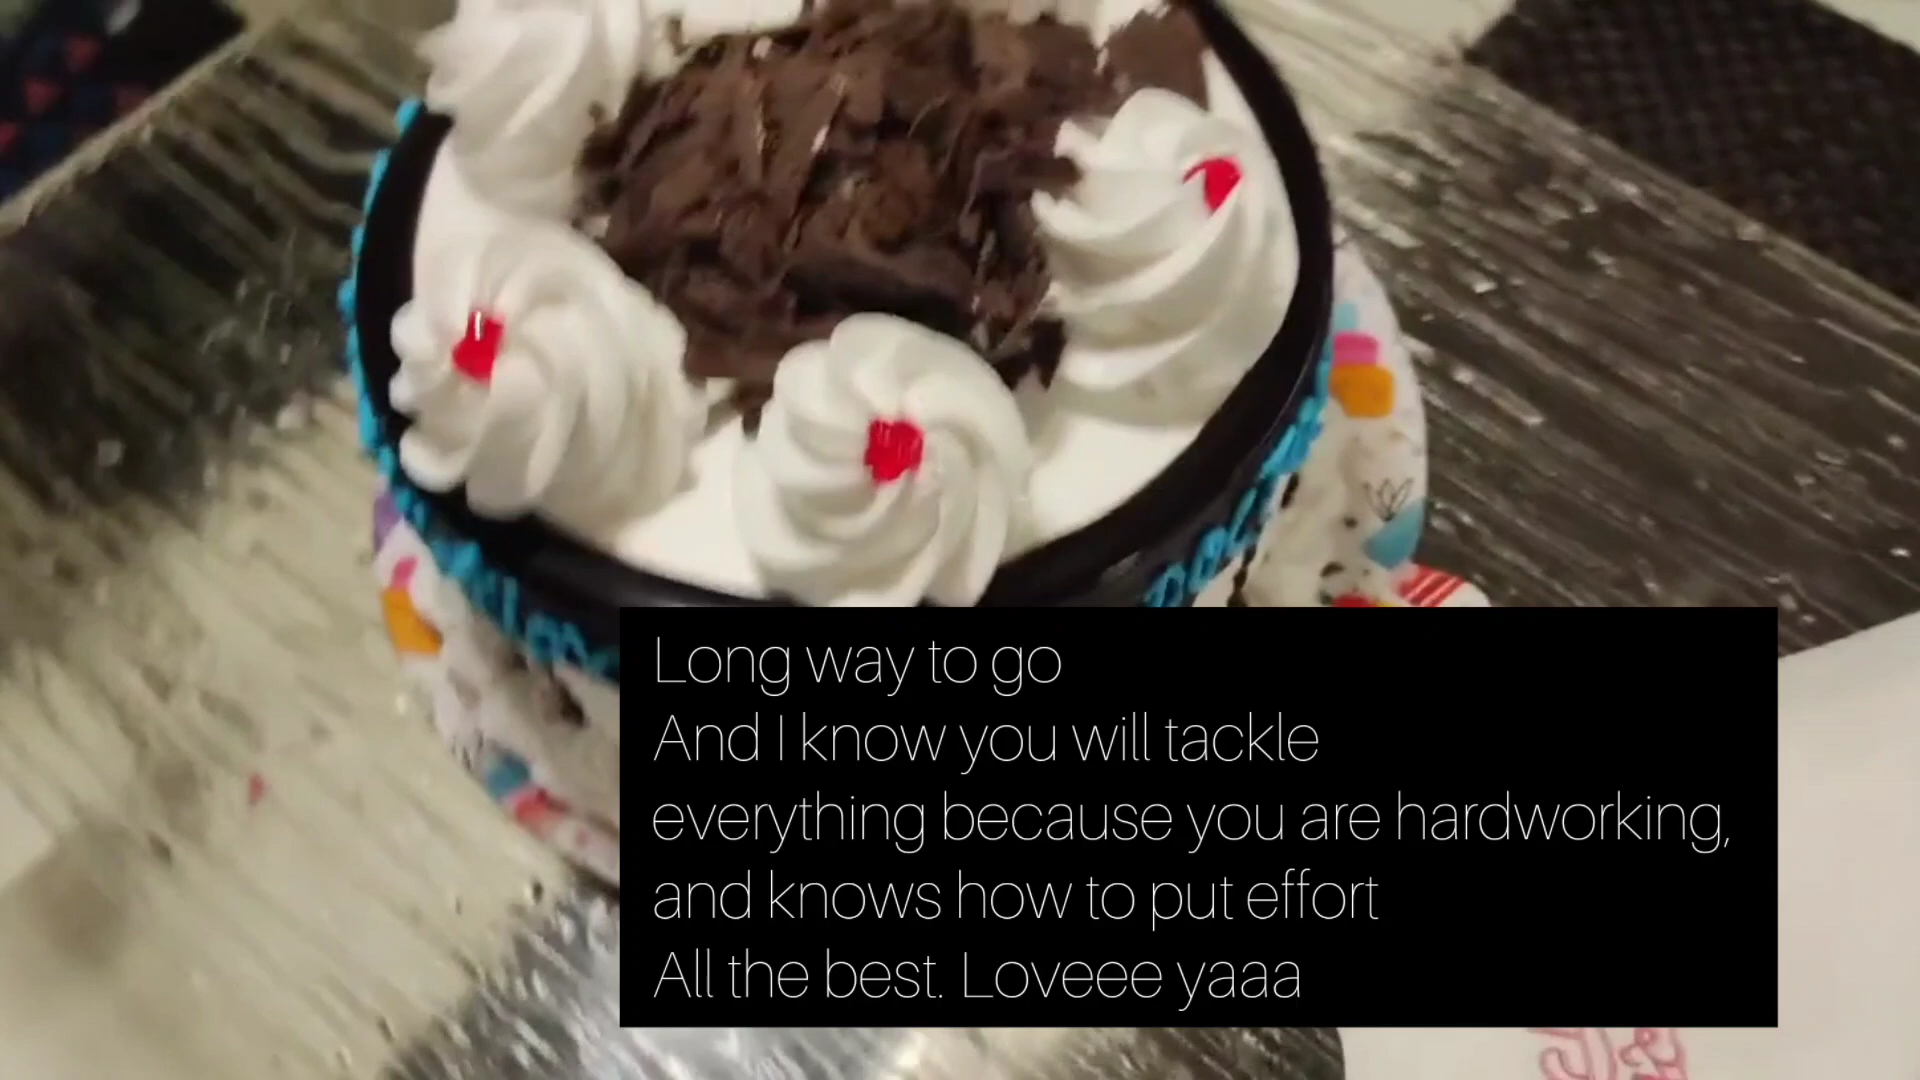 Long way to go
And I know you will tackle
everything because you are hardworking,
and knows how to put effort
All the best. Loveee yaaa